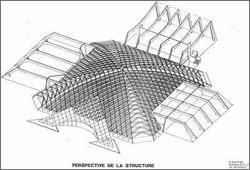 PERSPECTIVE DE LA STRUCTURE